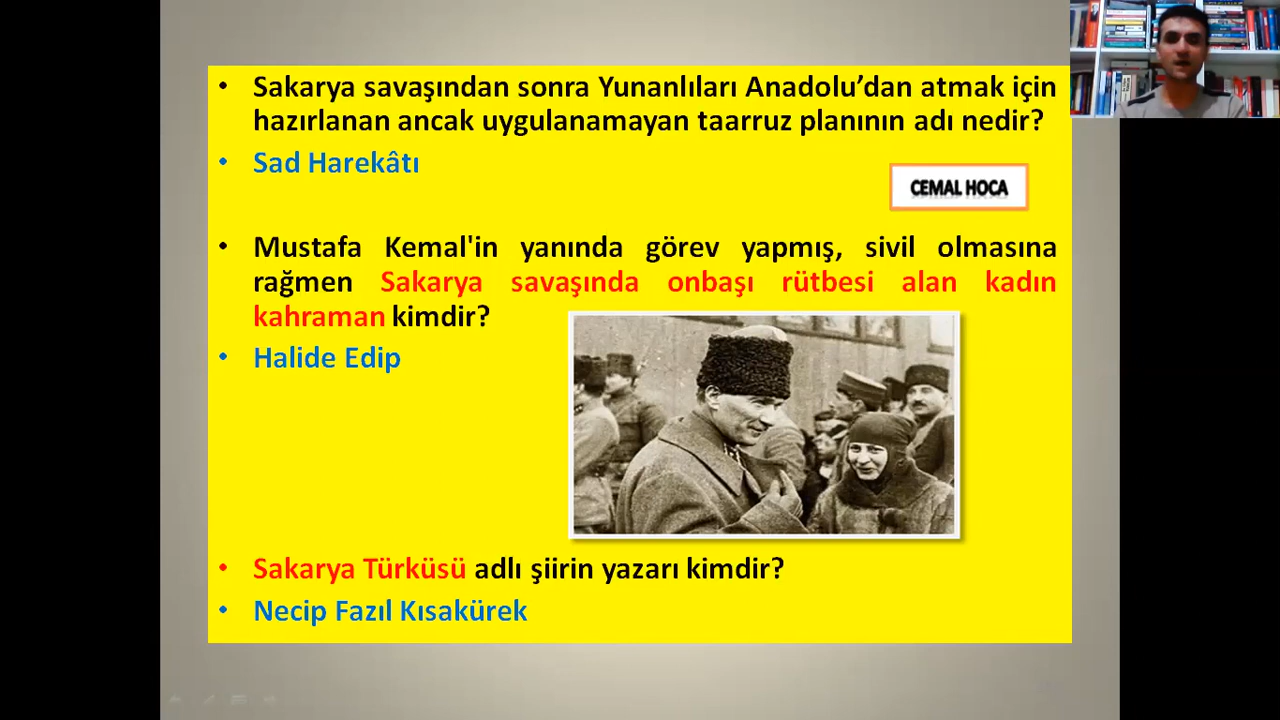 • Sakarya savaşından sonra Yunanlıları Anadolu’dan atmak için
hazırlanan ancak uygulanamayan taarruz planının adı nedir?
• Sad Harekâtı
CEMAL HOCA
• Mustafa Kemal'in yanında görev yapmış, sivil olmasına
rağmen Sakarya savaşında onbaşı rütbesi alan kadın
kahraman kimdir?
• Halide Edip
• Sakarya Türküsü adlı şiirin yazarı kimdir?
• Necip Fazıl Kısakürek